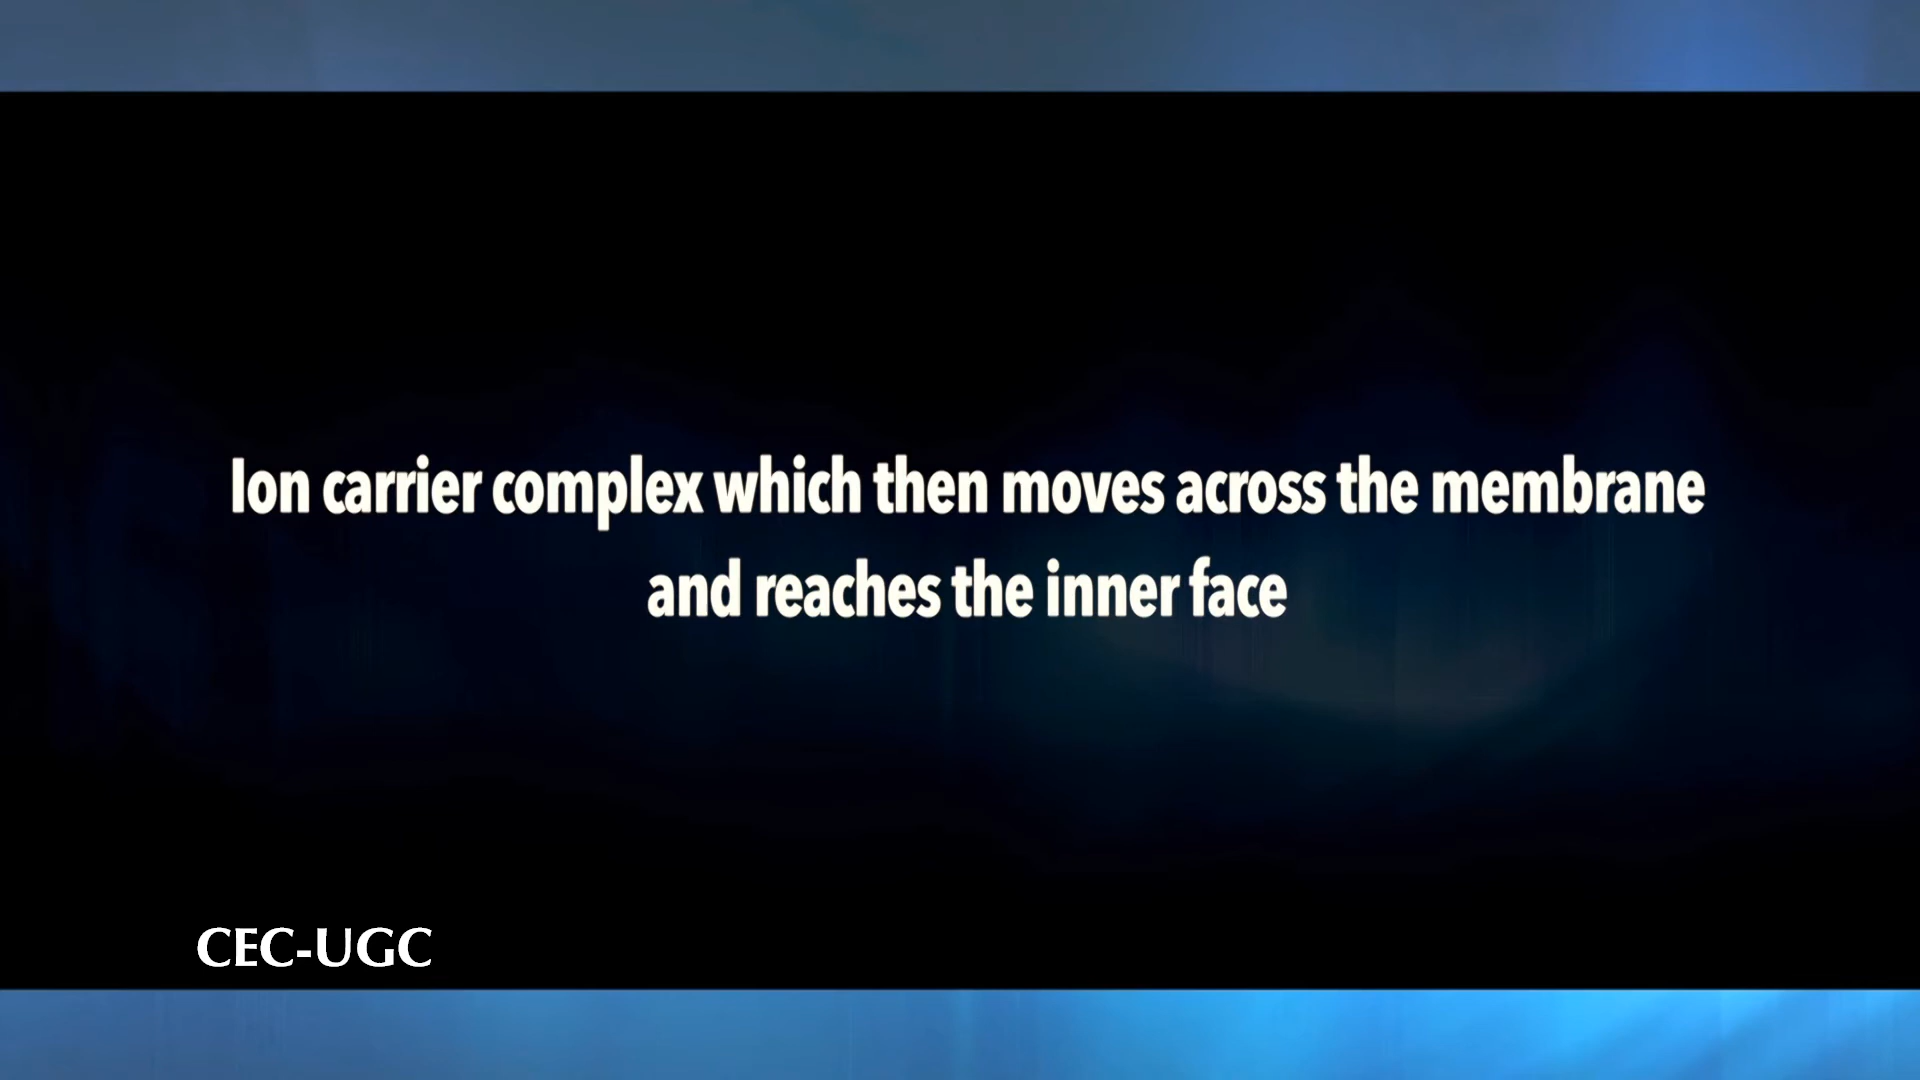 Ion carrier complex which then moves across the membrane
and reaches the inner face
CEC-UGC